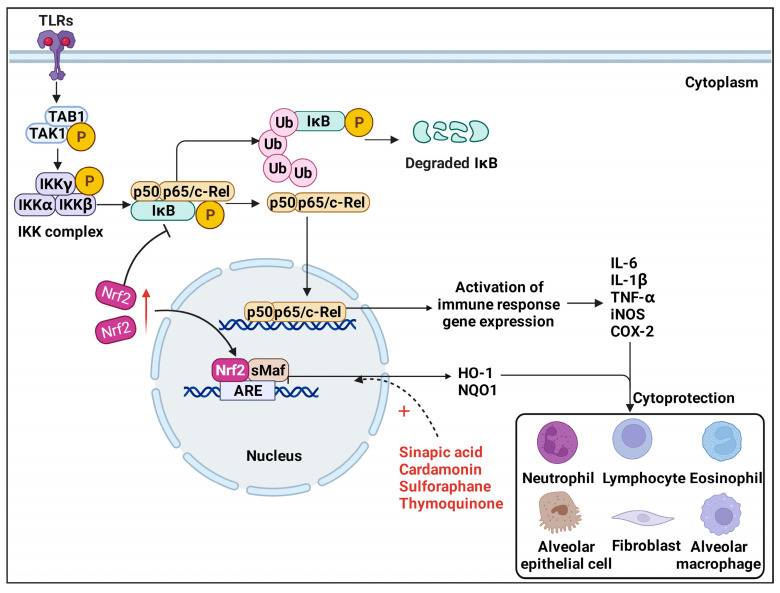 TLRs
Cytoplasm
TAB1
TAK1
P
Ub
IκB
P
Ub
Ub
Ub
Degraded IκB
IKKγ
P
IKKα
IKKβ
IKK complex
p50
p65/c-Rel
IκB
P
p50
p65/c-Rel
Nrf2
Nrf2
p50
p65/c-Rel
Activation of
immune response
gene expression
IL-6
IL-1β
TNF-α
iNOS
COX-2
Nrf2
sMaf
ARE
HO-1
NQO1
Cytoprotection
+
Nucleus
Sinapic acid
Cardamonin
Sulforaphane
Thymoquinone
Neutrophil
Lymphocyte
Eosinophil
Alveolar
epithelial cell
Fibroblast
Alveolar
macrophage